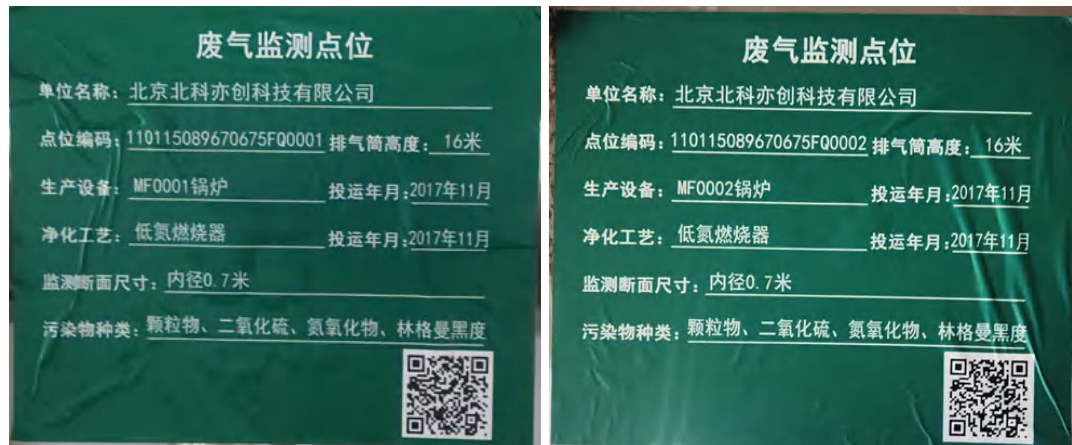 废气监测点位
单位名称：北京北科亦创科技有限公司
点位编码：110115089670675FQ0001 排气筒高度：16米
生产设备：MF0001锅炉 投运年月：2017年11月
净化工艺：低氮燃烧器 投运年月：2017年11月
监测断面尺寸：内径0.7米
污染物种类：颗粒物、二氧化硫、氮氧化物、林格曼黑度
废气监测点位
单位名称：北京北科亦创科技有限公司
点位编码：110115089670675FQ0002 排气筒高度：16米
生产设备：MF0002锅炉 投运年月：2017年11月
净化工艺：低氮燃烧器 投运年月：2017年11月
监测断面尺寸：内径0.7米
污染物种类：颗粒物、二氧化硫、氮氧化物、林格曼黑度